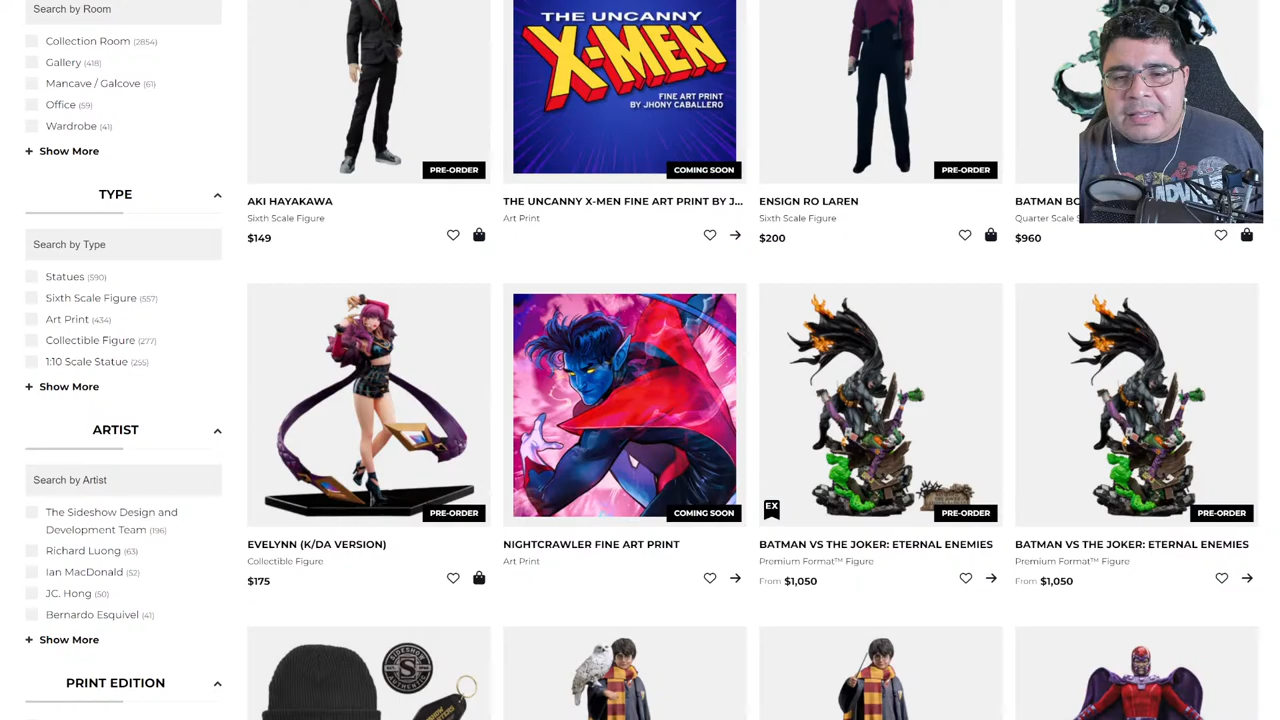 Search by Room
Collection Room (2854)
Gallery (418)
Mancave / Galcove (61)
Office (59)
Wardrobe (41)
+ Show More
TYPE
Search by Type
Statues (590)
Sixth Scale Figure (557)
Art Print (434)
Collectible Figure (277)
1:10 Scale Statue (255)
+ Show More
ARTIST
Search by Artist
The Sideshow Design and
Development Team (196)
Richard Luong (63)
Ian MacDonald (52)
JC. Hong (50)
Bernardo Esquivel (41)
+ Show More
PRINT EDITION
PRE-ORDER
AKI HAYAKAWA
Sixth Scale Figure
$149
THE UNCANNY
X-MEN
FINE ART PRINT
BY JHONY CABALLERO
COMING SOON
THE UNCANNY X-MEN FINE ART PRINT BY J...
Art Print
PRE-ORDER
ENSIGN RO LAREN
Sixth Scale Figure
$200
BATMAN BO
Quarter Scale S
$960
PRE-ORDER
EVELYNN (K/DA VERSION)
Collectible Figure
$175
COMING SOON
NIGHTCRAWLER FINE ART PRINT
Art Print
EX
PRE-ORDER
BATMAN VS THE JOKER: ETERNAL ENEMIES
Premium Format™ Figure
From $1,050
PRE-ORDER
BATMAN VS THE JOKER: ETERNAL ENEMIES
Premium Format™ Figure
From $1,050
SIDESHOW
S
AUTHENTIC